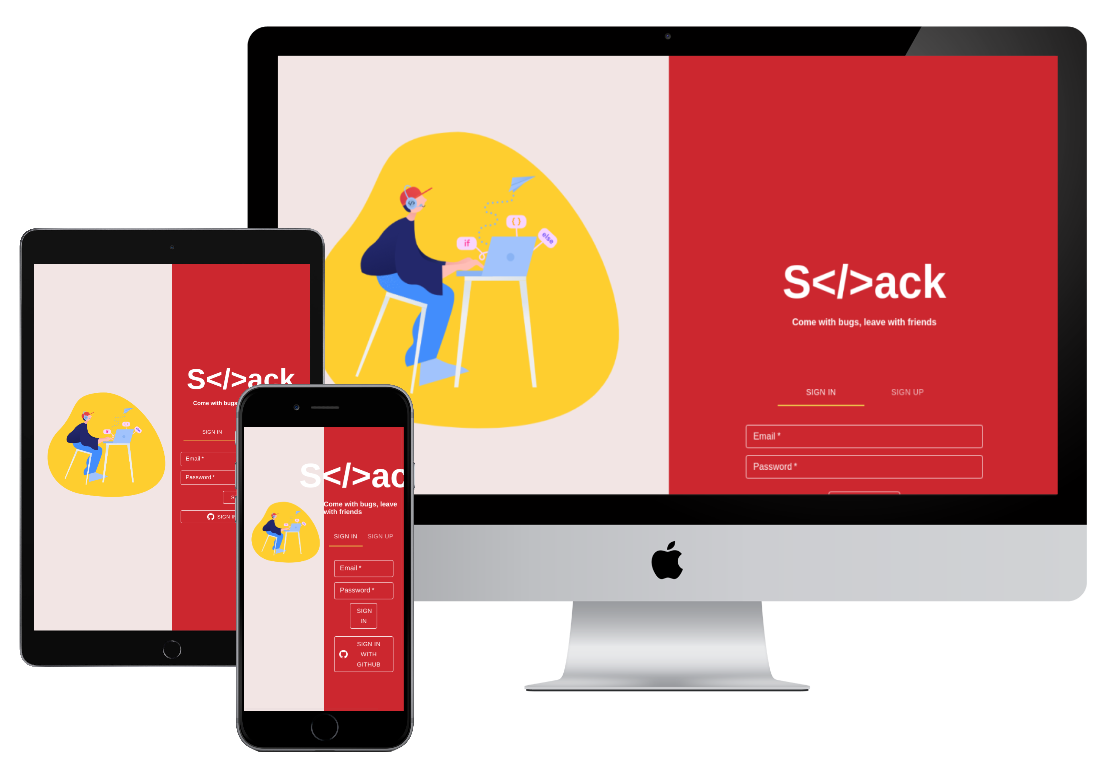 if
( )
else
S</>ack
Come with bugs, leave with friends
SIGN IN
SIGN UP
Email *
Password *
S</>ack
Come with bugs
SIGN IN
Email *
Password *
SIGN
S</>ac
Come with bugs, leave
with friends
SIGN IN
SIGN UP
Email *
Password *
SIGN
IN
SIGN IN
WITH
GITHUB